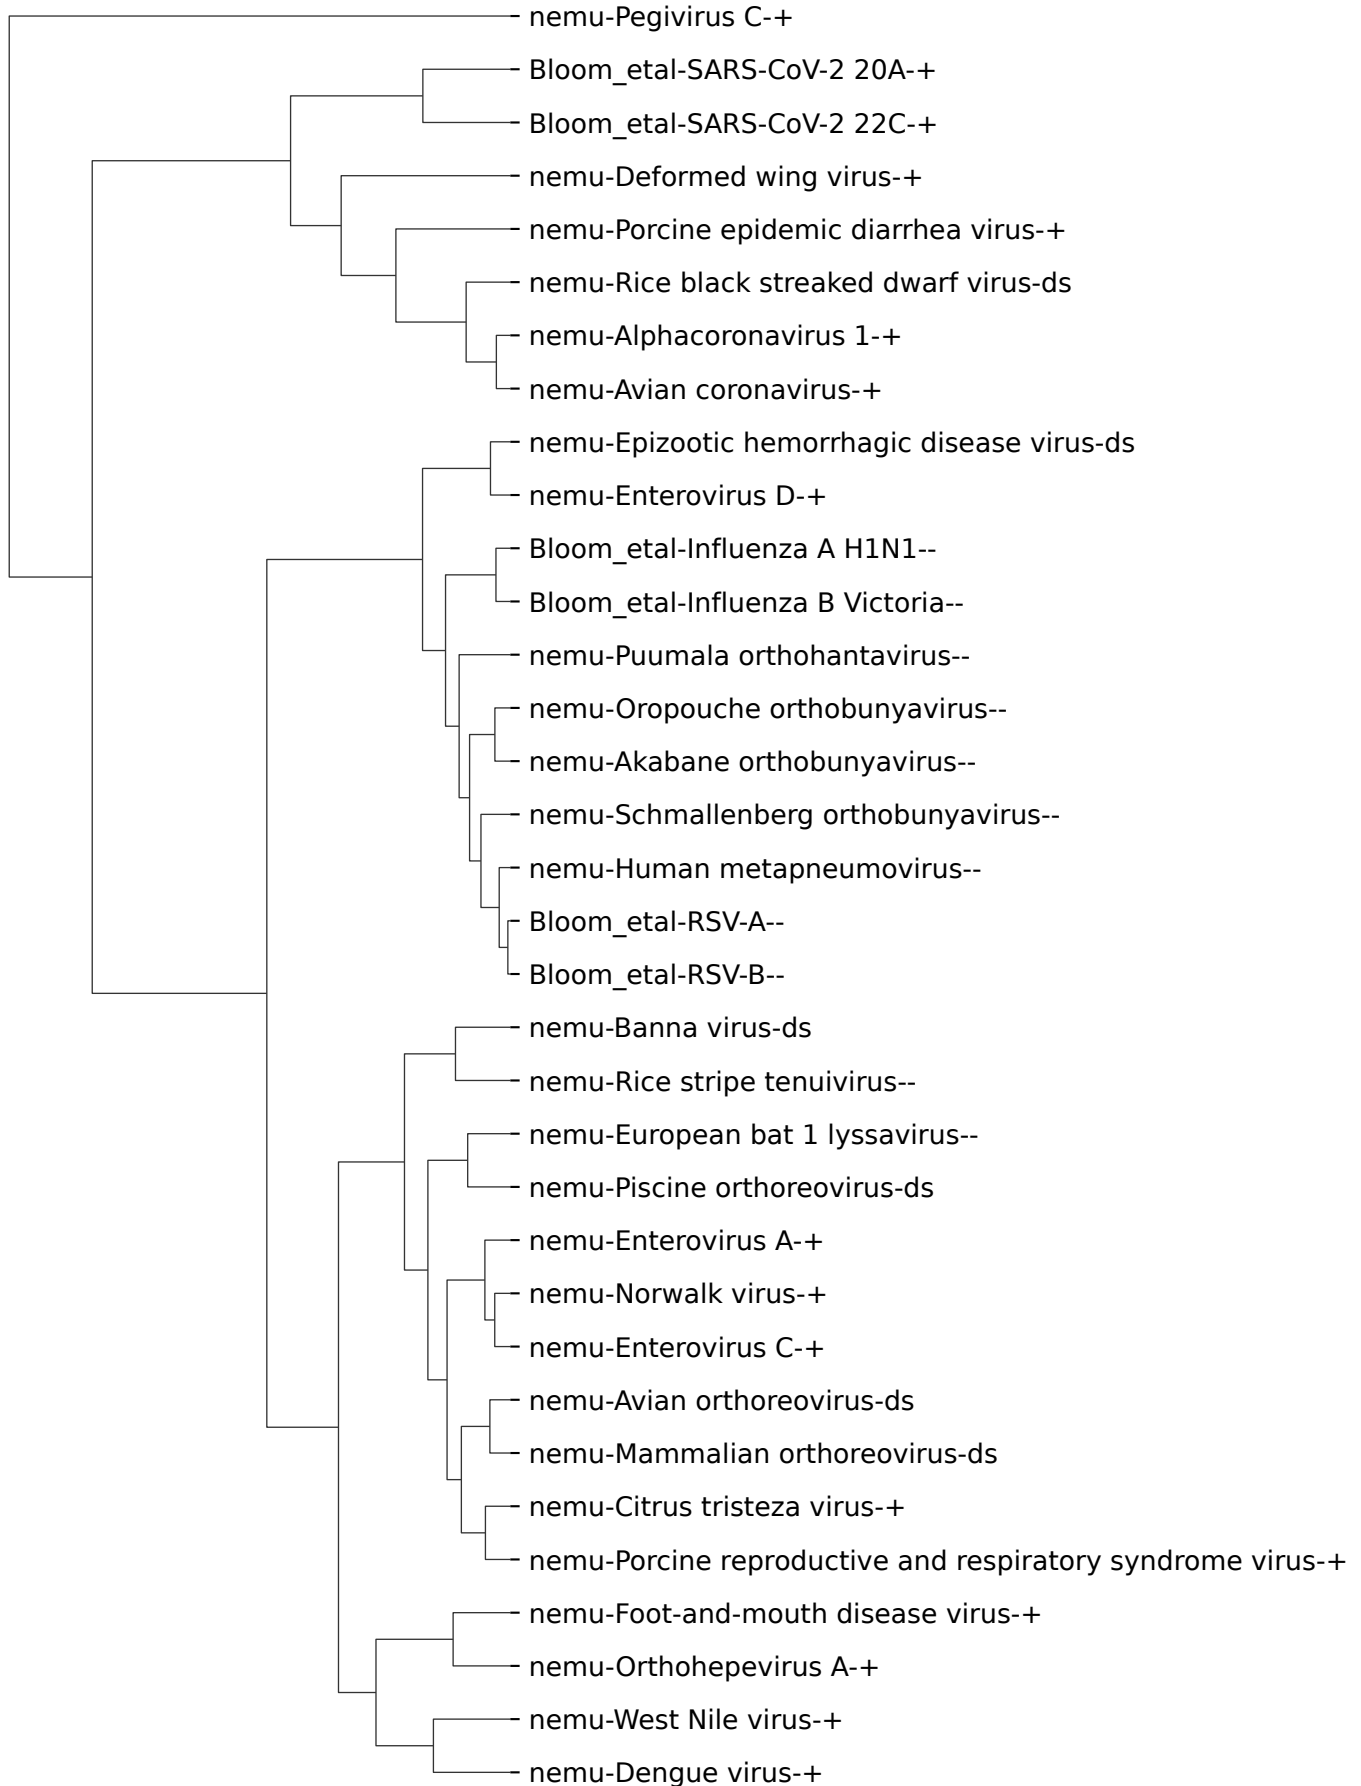 nemu-Pegivirus C-+
Bloom_etal-SARS-CoV-2 20A-+
Bloom_etal-SARS-CoV-2 22C-+
nemu-Deformed wing virus-+
nemu-Porcine epidemic diarrhea virus-+
nemu-Rice black streaked dwarf virus-ds
nemu-Alphacoronavirus 1-+
nemu-Avian coronavirus-+
nemu-Epizootic hemorrhagic disease virus-ds
nemu-Enterovirus D-+
Bloom_etal-Influenza A H1N1--
Bloom_etal-Influenza B Victoria--
nemu-Puumala orthohantavirus--
nemu-Oropouche orthobunyavirus--
nemu-Akabane orthobunyavirus--
nemu-Schmallenberg orthobunyavirus--
nemu-Human metapneumovirus--
Bloom_etal-RSV-A--
Bloom_etal-RSV-B--
nemu-Banna virus-ds
nemu-Rice stripe tenuivirus--
nemu-European bat 1 lyssavirus--
nemu-Piscine orthoreovirus-ds
nemu-Enterovirus A-+
nemu-Norwalk virus-+
nemu-Enterovirus C-+
nemu-Avian orthoreovirus-ds
nemu-Mammalian orthoreovirus-ds
nemu-Citrus tristeza virus-+
nemu-Porcine reproductive and respiratory syndrome virus-+
nemu-Foot-and-mouth disease virus-+
nemu-Orthohepevirus A-+
nemu-West Nile virus-+
nemu-Dengue virus-+